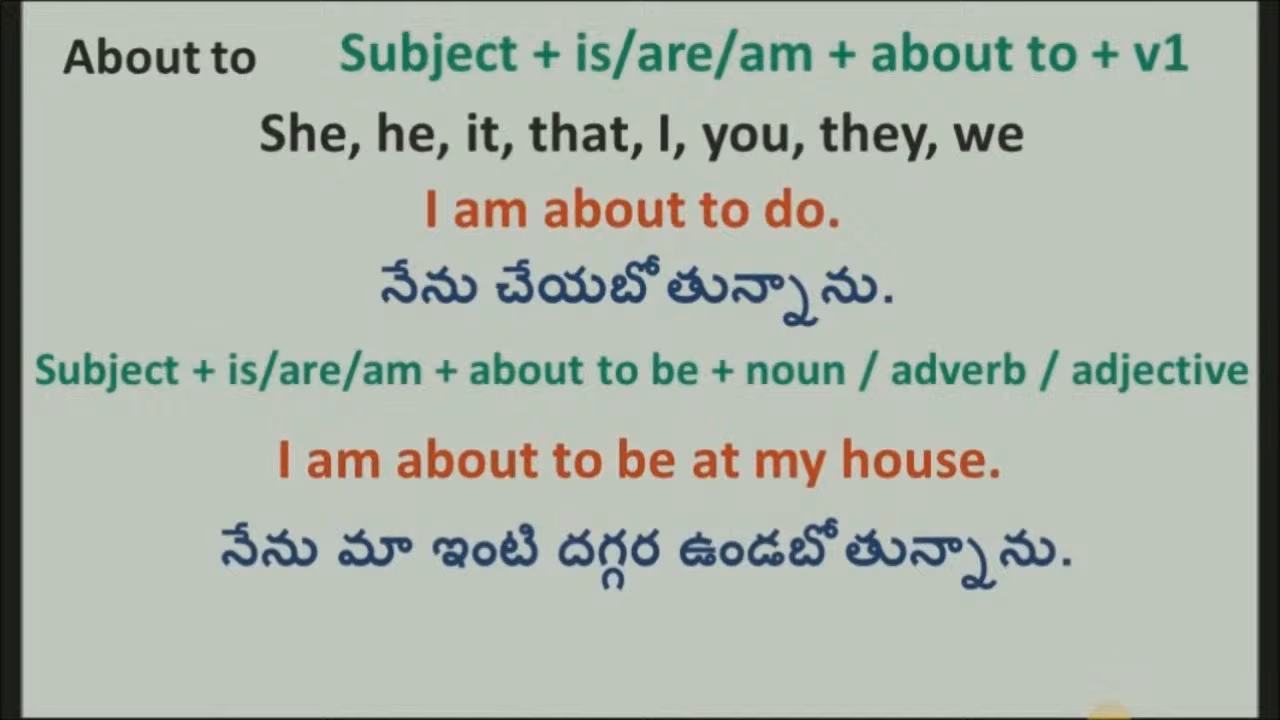 About to Subject + is/are/am + about to + v1
She, he, it, that, I, you, they, we
I am about to do.
నేను చేయబోతున్నాను.
Subject + is/are/am + about to be + noun / adverb / adjective
I am about to be at my house.
నేను మా ఇంటి దగ్గర ఉండబోతున్నాను.